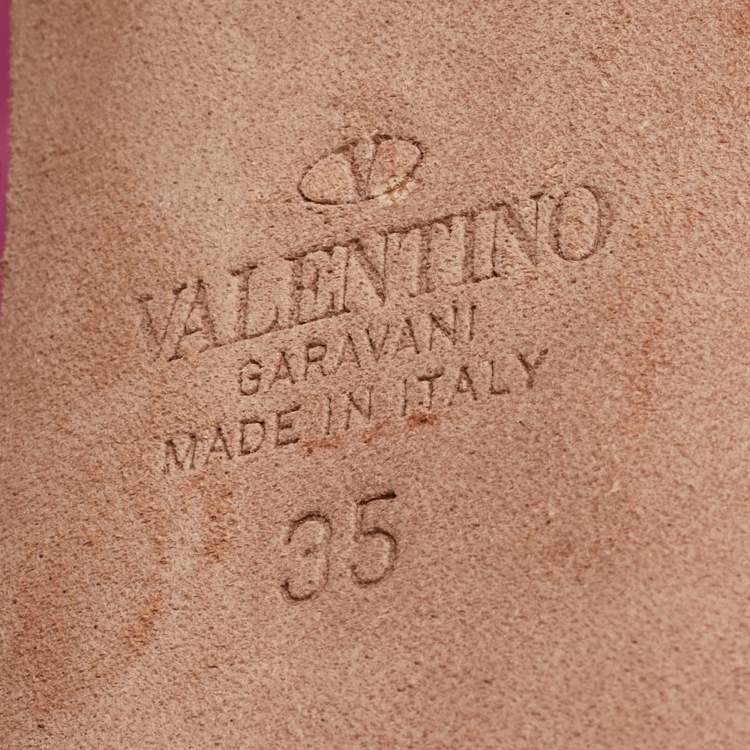 V
VALENTINO
GARAVANI
MADE IN ITALY
35